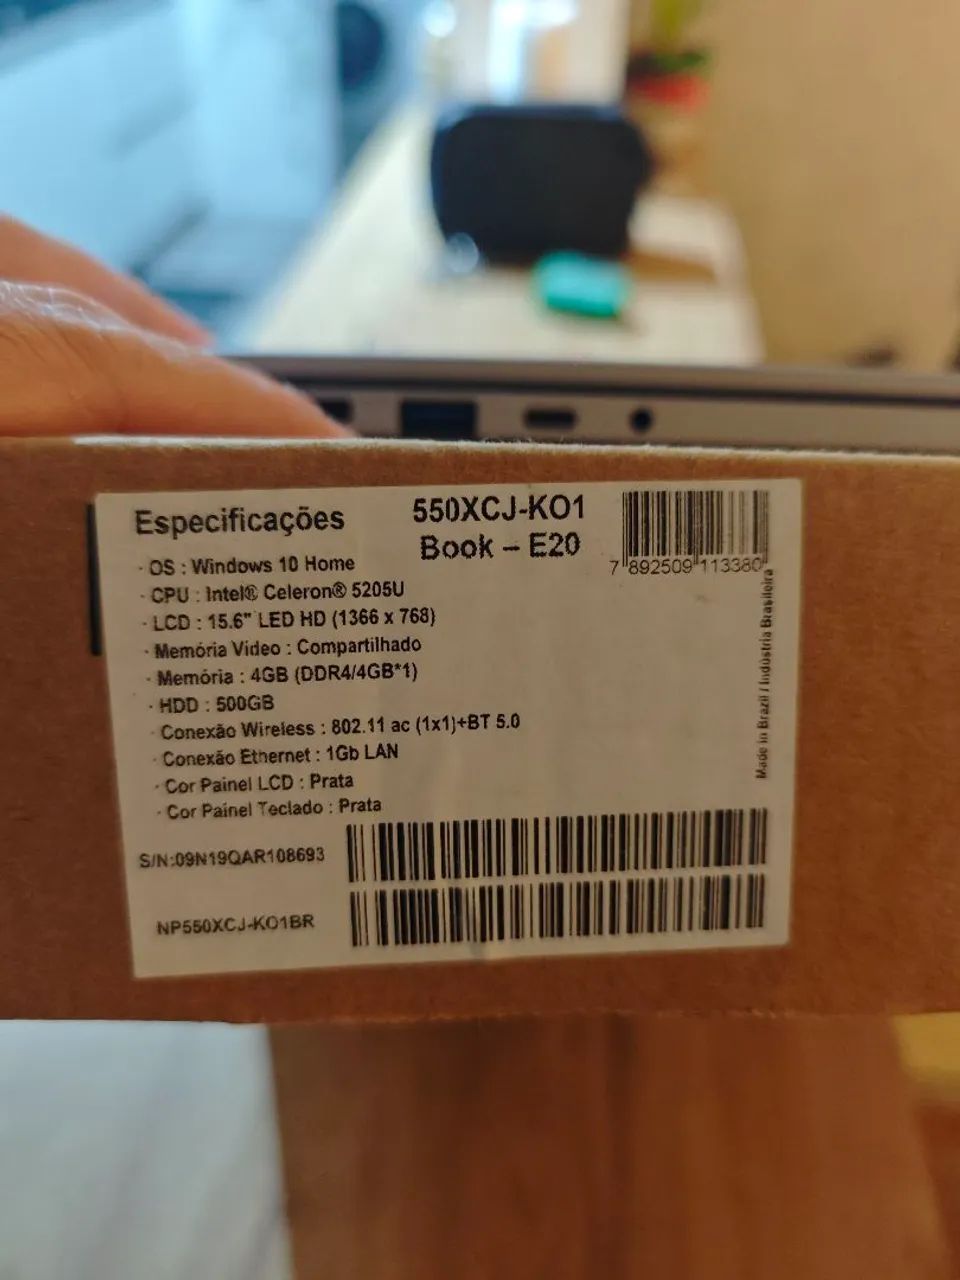 Especificações
550XCJ-KO1
Book – E20
7 892509 113380
· OS : Windows 10 Home
· CPU : Intel® Celeron® 5205U
· LCD : 15.6" LED HD (1366 x 768)
· Memória Vídeo : Compartilhado
· Memória : 4GB (DDR4/4GB*1)
· HDD : 500GB
· Conexão Wireless : 802.11 ac (1x1)+BT 5.0
· Conexão Ethernet : 1Gb LAN
· Cor Painel LCD : Prata
· Cor Painel Teclado : Prata
Made in Brazil / Indústria Brasileira
S/N:09N19QAR108693
NP550XCJ-KO1BR